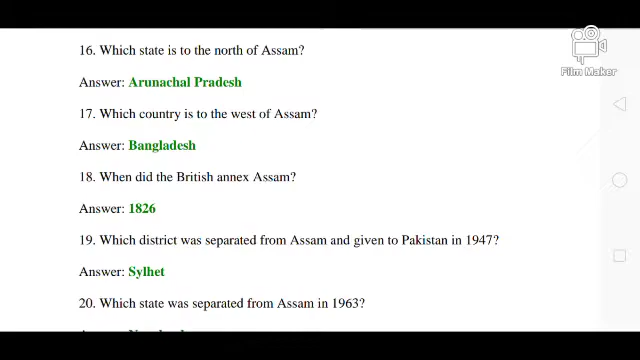 16. Which state is to the north of Assam?
Film Maker
Answer: Arunachal Pradesh
17. Which country is to the west of Assam?
Answer: Bangladesh
18. When did the British annex Assam?
Answer: 1826
19. Which district was separated from Assam and given to Pakistan in 1947?
Answer: Sylhet
20. Which state was separated from Assam in 1963?